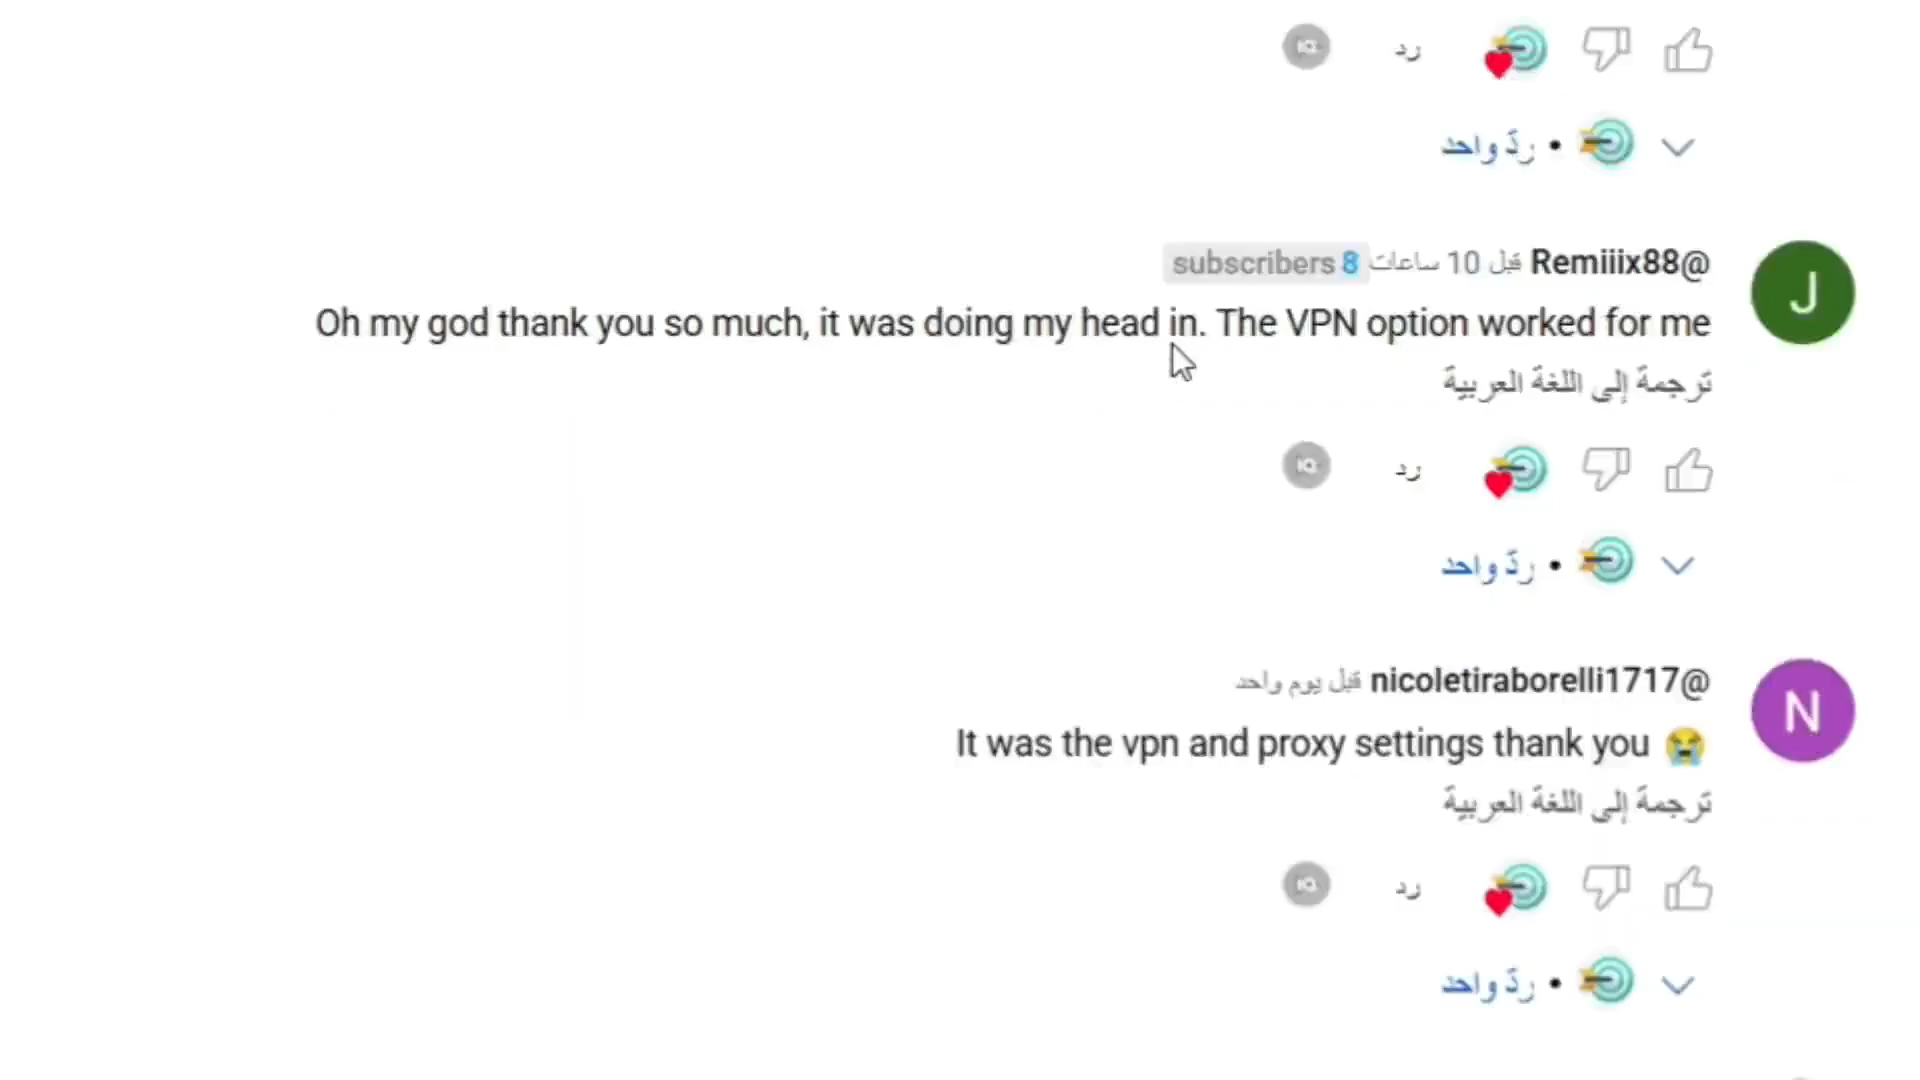 رد
ردّ واحد
@Remiiix88 قبل 10 ساعات 8 subscribers
Oh my god thank you so much, it was doing my head in. The VPN option worked for me
J
ترجمة إلى اللغة العربية
رد
ردّ واحد
@nicoletiraborelli1717 قبل يوم واحد
It was the vpn and proxy settings thank you 😭
N
ترجمة إلى اللغة العربية
رد
ردّ واحد